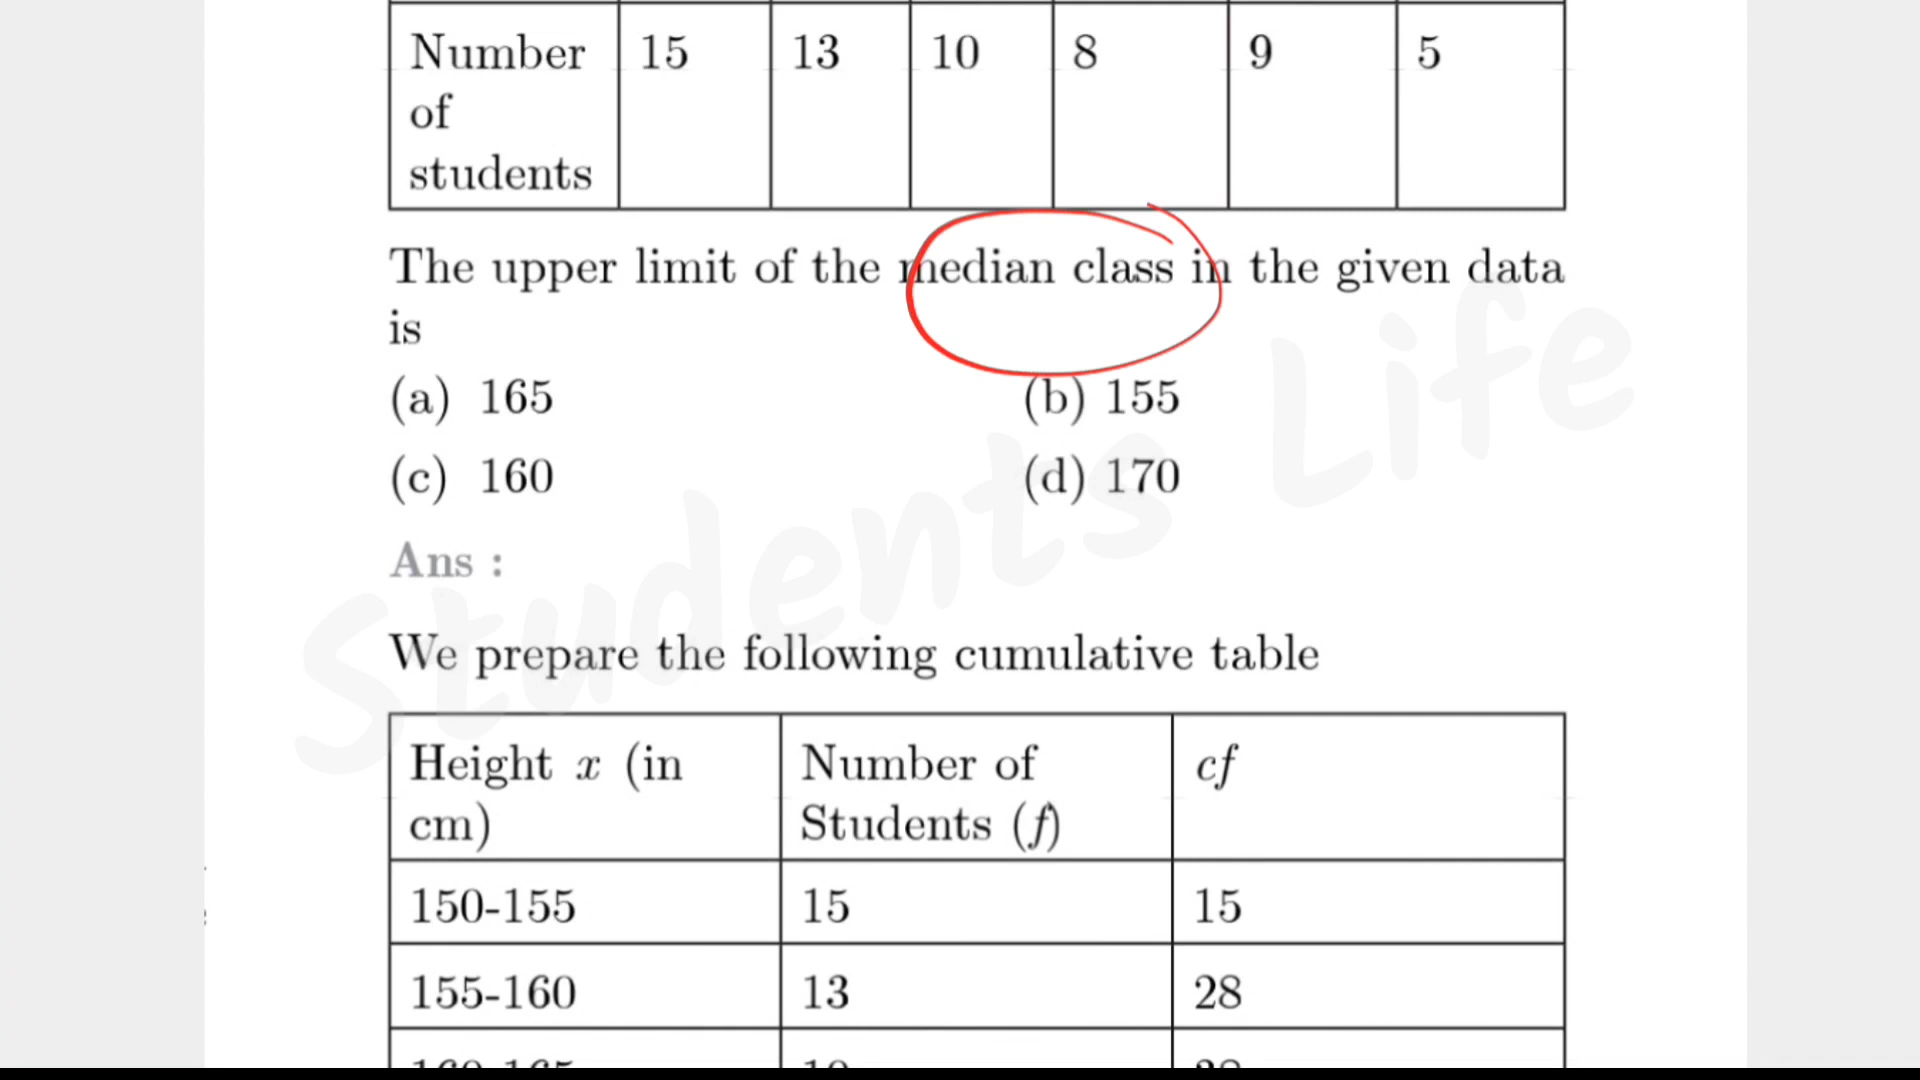 Number of students 15 13 10 8 9 5
The upper limit of the median class in the given data
is
(a) 165 (b) 155
(c) 160 (d) 170
Ans :
We prepare the following cumulative table
Height x (in cm) Number of Students (f) cf
150-155 15 15
155-160 13 28
Students Life